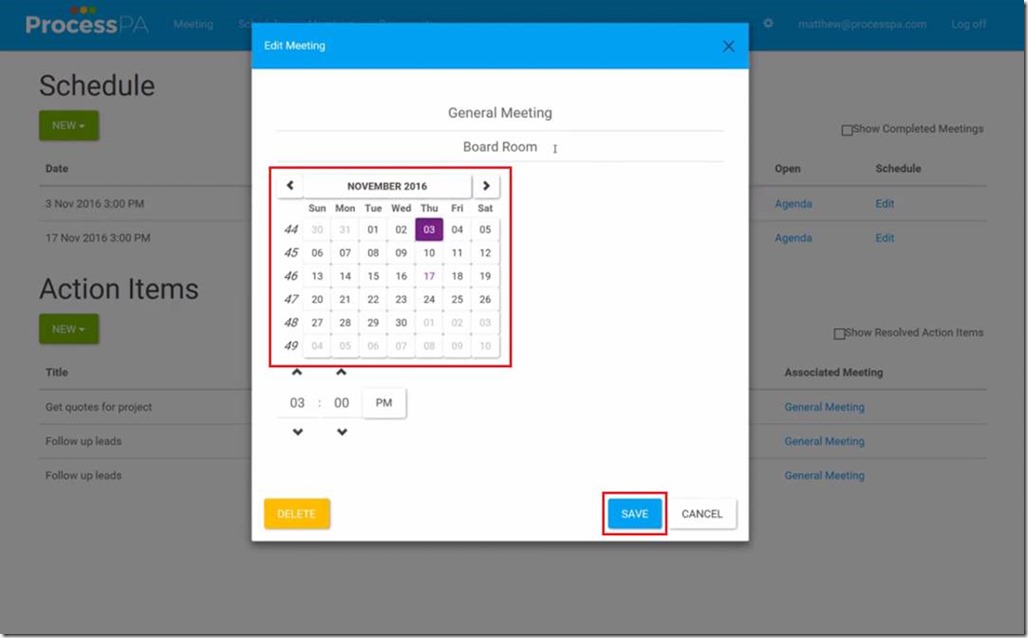 ProcessPA Meeting matthew@processpa.com Log off
Edit Meeting
Schedule
NEW
Show Completed Meetings
Date Open Schedule
3 Nov 2016 3:00 PM Agenda Edit
17 Nov 2016 3:00 PM Agenda Edit
Action Items
NEW
Show Resolved Action Items
Title Associated Meeting
Get quotes for project General Meeting
Follow up leads General Meeting
Follow up leads General Meeting
General Meeting
Board Room
NOVEMBER 2016
Sun Mon Tue Wed Thu Fri Sat
44 30 31 01 02 03 04 05
45 06 07 08 09 10 11 12
46 13 14 15 16 17 18 19
47 20 21 22 23 24 25 26
48 27 28 29 30 01 02 03
49 04 05 06 07 08 09 10
03 : 00 PM
DELETE SAVE CANCEL